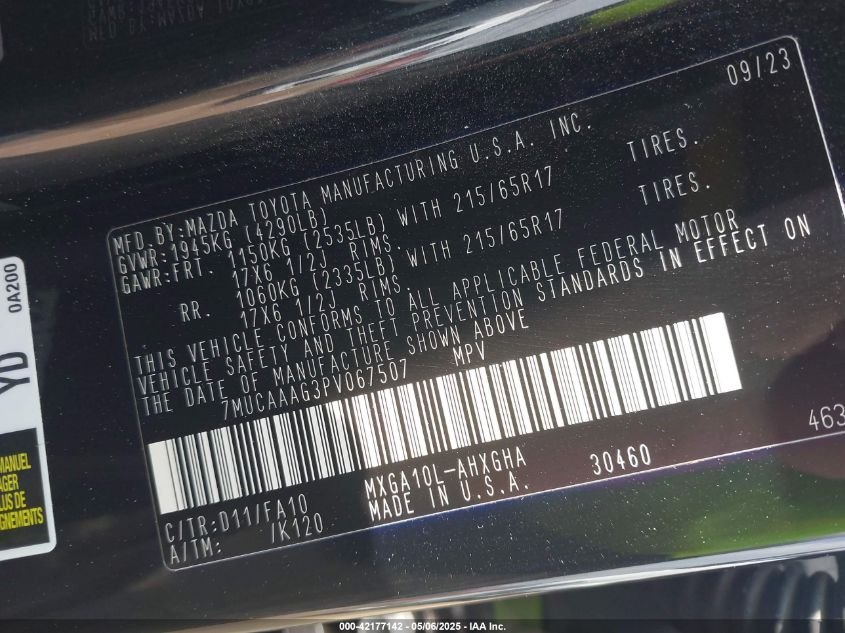 09/23
MFD.BY:MAZDA TOYOTA MANUFACTURING U.S.A. INC.
GVWR:1945KG (4290LB)
GAWR:FRT. 1150KG (2535LB) WITH 215/65R17 TIRES.
17X6 1/2J RIMS.
RR. 1060KG (2335LB) WITH 215/65R17 TIRES.
17X6 1/2J RIMS.
THIS VEHICLE CONFORMS TO ALL APPLICABLE FEDERAL MOTOR
VEHICLE SAFETY AND THEFT PREVENTION STANDARDS IN EFFECT ON
THE DATE OF MANUFACTURE SHOWN ABOVE
7MUCAAAG3PV067507 MPV
463
C/TR:D11/FA10 MXGA10L-AHXGHA 30460
A/TM: /K120 MADE IN U.S.A.
YD 0A200
MANUEL
000-42177142 - 05/06/2025 - IAA Inc.